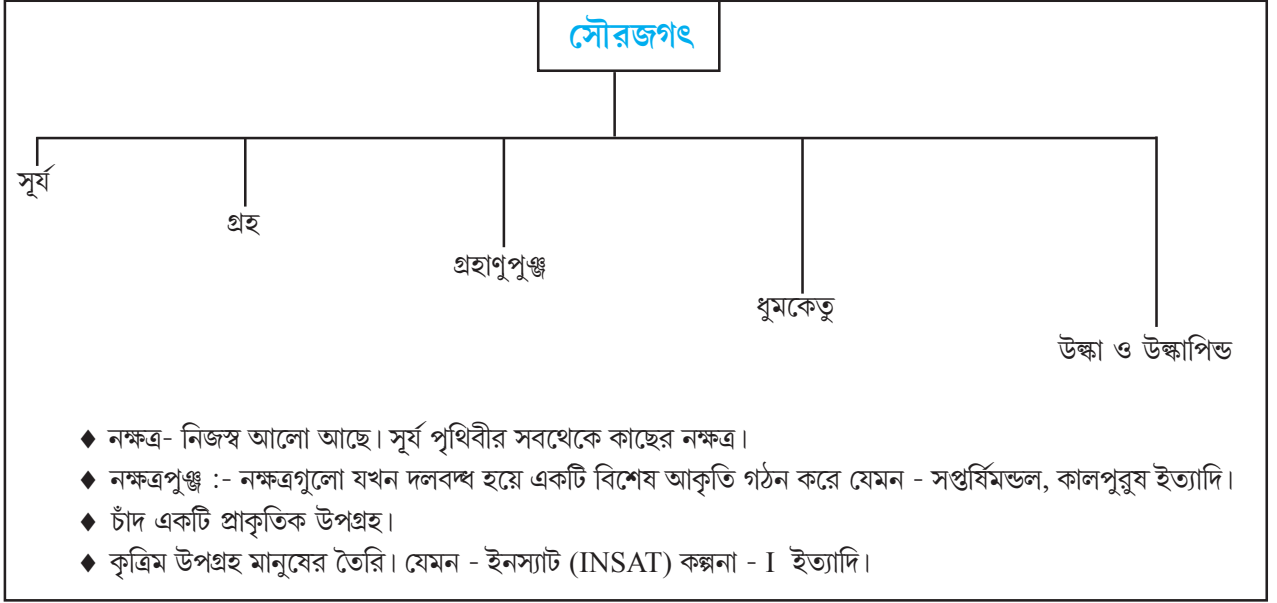 সৌরজগৎ
সূর্য
গ্রহ
গ্রহাণুপুঞ্জ
ধুমকেতু
উল্কা ও উল্কাপিন্ড
♦ নক্ষত্র- নিজস্ব আলো আছে। সূর্য পৃথিবীর সবথেকে কাছের নক্ষত্র।
♦ নক্ষত্রপুঞ্জ :- নক্ষত্রগুলো যখন দলবদ্ধ হয়ে একটি বিশেষ আকৃতি গঠন করে যেমন - সপ্তর্ষিমন্ডল, কালপুরুষ ইত্যাদি।
♦ চাঁদ একটি প্রাকৃতিক উপগ্রহ।
♦ কৃত্রিম উপগ্রহ মানুষের তৈরি। যেমন - ইনস্যাট (INSAT) কল্পনা - I ইত্যাদি।